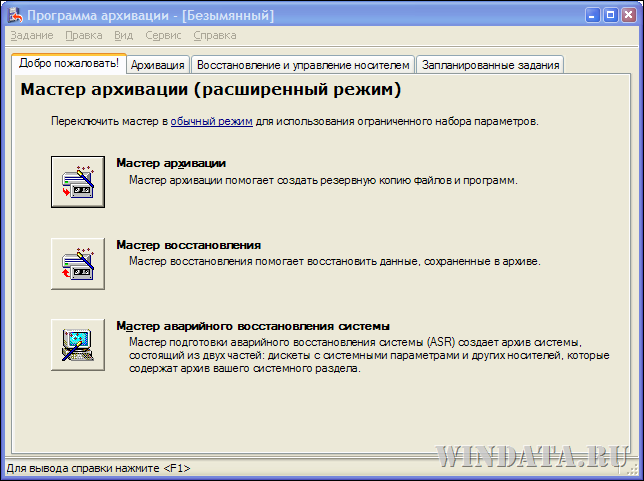 Программа архивации - [Безымянный]
Задание Правка Вид Сервис Справка
Добро пожаловать! Архивация Восстановление и управление носителем Запланированные задания
Мастер архивации (расширенный режим)
Переключить мастер в обычный режим для использования ограниченного набора параметров.
Мастер архивации
Мастер архивации помогает создать резервную копию файлов и программ.
Мастер восстановления
Мастер восстановления помогает восстановить данные, сохраненные в архиве.
Мастер аварийного восстановления системы
Мастер подготовки аварийного восстановления системы (ASR) создает архив системы,
состоящий из двух частей: дискеты с системными параметрами и других носителей, которые
содержат архив вашего системного раздела.
WINDATA.RU
Для вывода справки нажмите <F1>